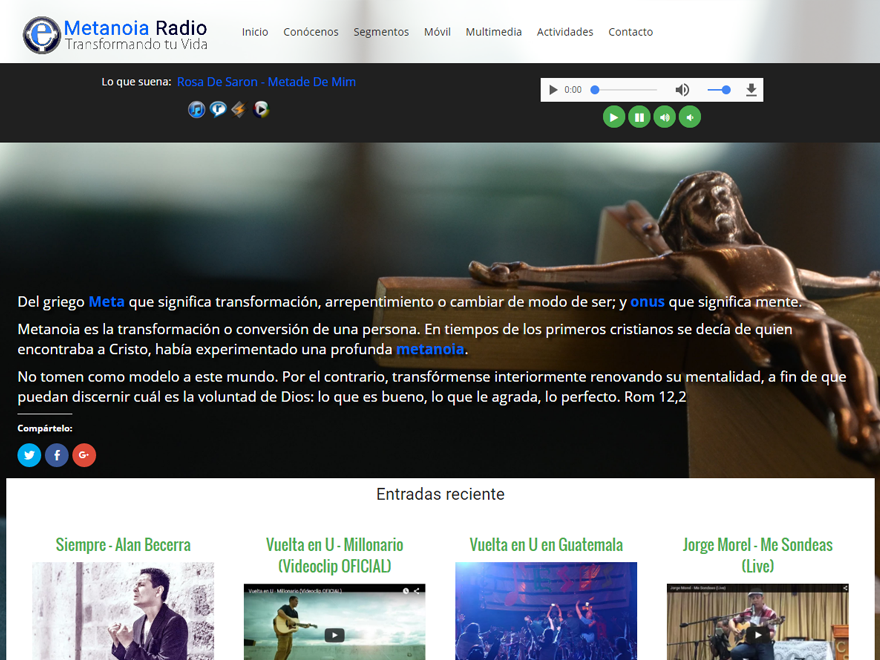 Metanoia Radio
Transformando tu Vida
Inicio Conócenos Segmentos Móvil Multimedia Actividades Contacto
Lo que suena: Rosa De Saron - Metade De Mim
0:00
Del griego Meta que significa transformación, arrepentimiento o cambiar de modo de ser; y onus que significa mente.
Metanoia es la transformación o conversión de una persona. En tiempos de los primeros cristianos se decía de quien
encontraba a Cristo, había experimentado una profunda metanoia.
No tomen como modelo a este mundo. Por el contrario, transfórmense interiormente renovando su mentalidad, a fin de que
puedan discernir cuál es la voluntad de Dios: lo que es bueno, lo que le agrada, lo perfecto. Rom 12,2
Compártelo:
G+
Entradas reciente
Siempre - Alan Becerra
Vuelta en U - Millonario
(Videoclip OFICIAL)
Vuelta en U en Guatemala
Jorge Morel - Me Sondeas
(Live)
Vuelta en U - Millonario (Videoclip OFICIAL)
Jorge Morel - Me Sondeas (Live)